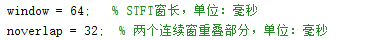 window = 64;   % STFT窗长，单位：毫秒
noverlap = 32;  % 两个连续窗重叠部分，单位：毫秒